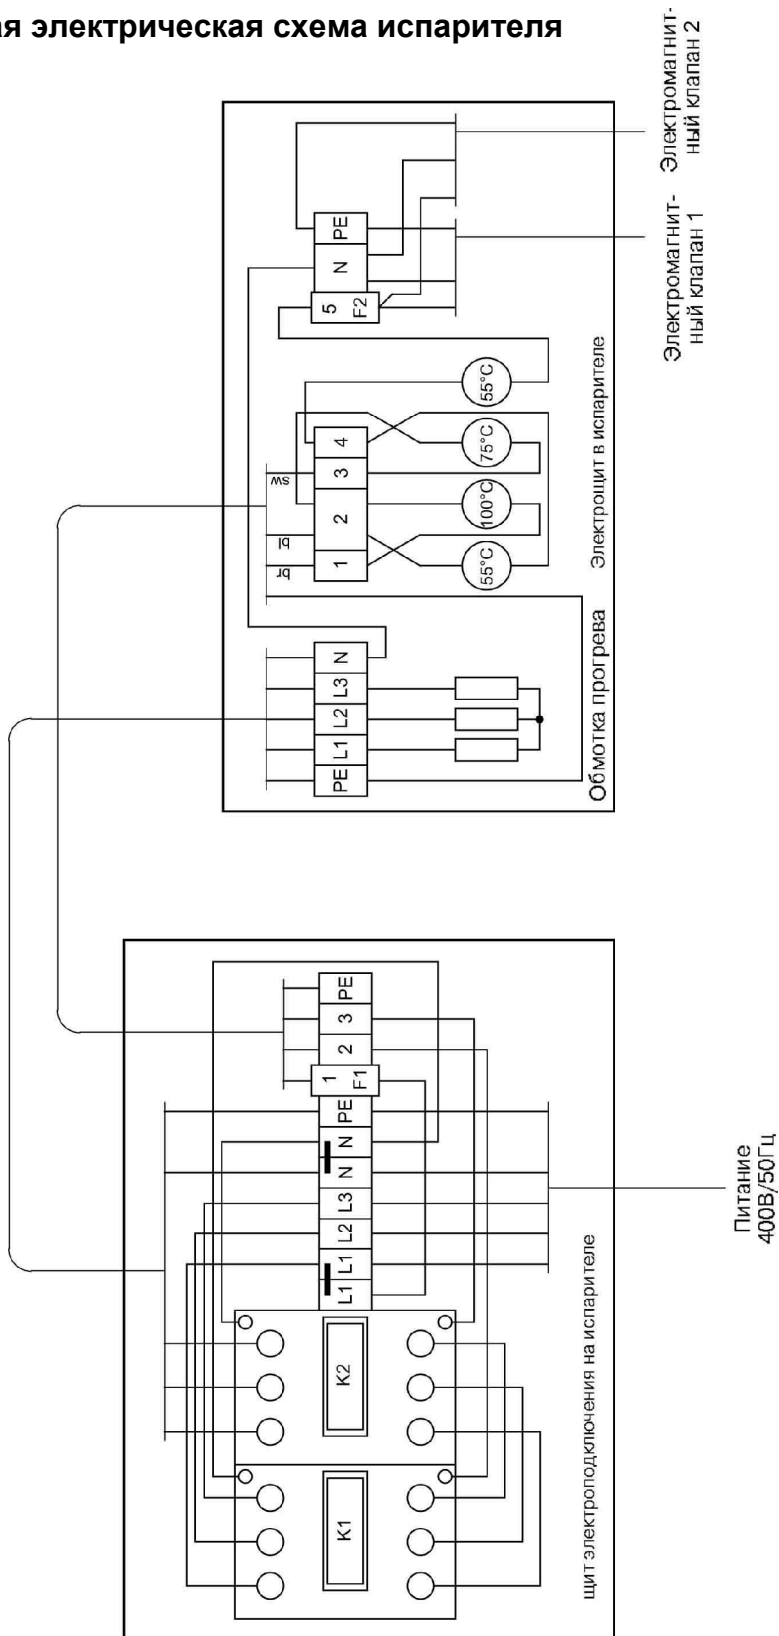 ая электрическая схема испарителя
Электромагнит-
ный клапан 2
Электромагнит-
ный клапан 1
PE
N
5
F2
55°C
75°C
100°C
55°C
4
3
2
1
sw
bl
br
Электрощит в испарителе
N
L3
L2
L1
PE
Обмотка прогрева
PE
3
2
1
F1
PE
N
N
L3
L2
L1
L1
K2
K1
щит электроподключения на испарителе
Питание
400В/50Гц